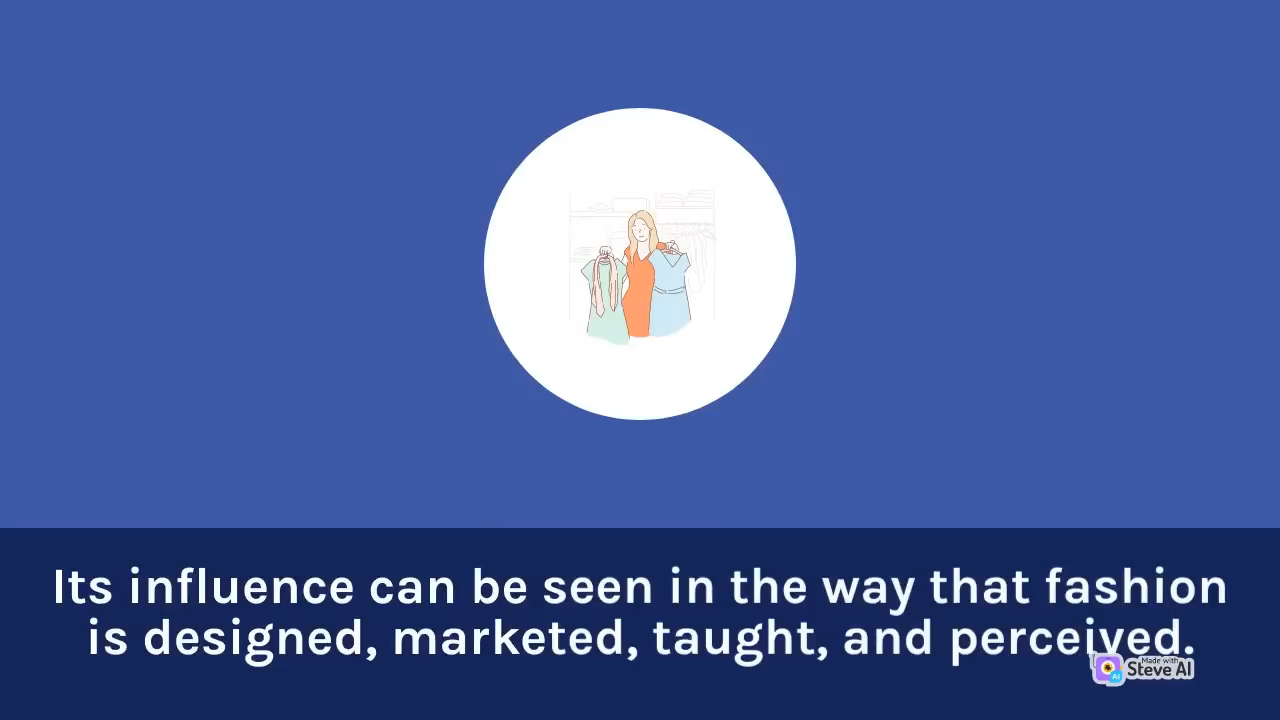 Its influence can be seen in the way that fashion
is designed, marketed, taught, and perceived.
Made with
Steve AI
AI